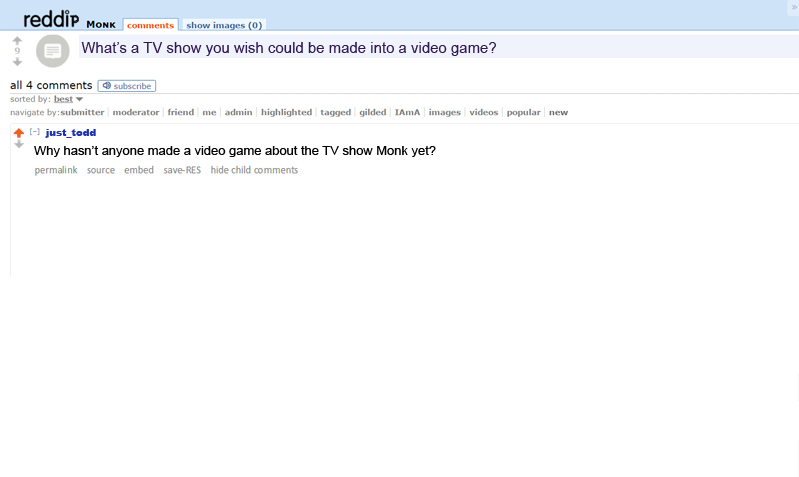 »
reddip MONK comments show images (0)
What’s a TV show you wish could be made into a video game?
9
all 4 comments subscribe
sorted by: best
navigate by:submitter moderator friend me admin highlighted tagged gilded IAmA images videos popular new
[-] just_todd
Why hasn’t anyone made a video game about the TV show Monk yet?
permalink source embed save-RES hide child comments